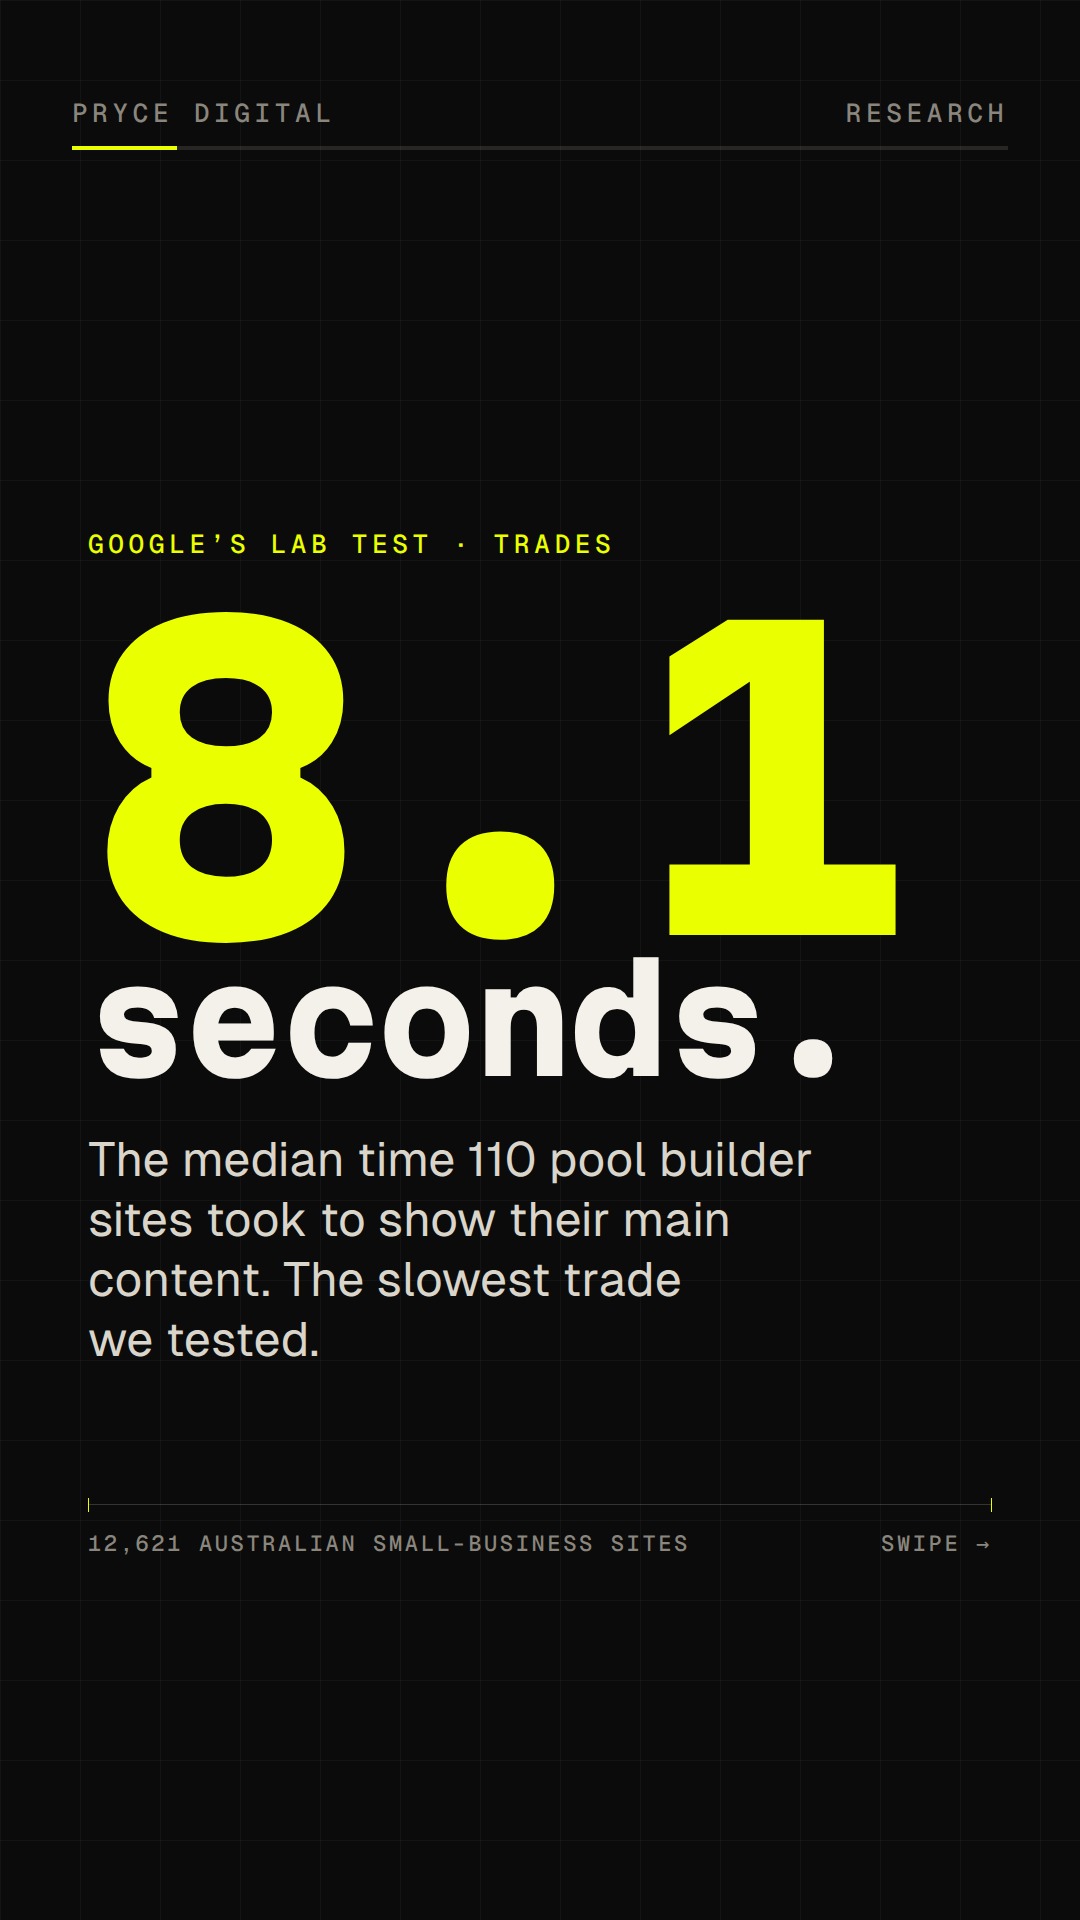 PRYCE DIGITAL
RESEARCH
GOOGLE’S LAB TEST · TRADES
8.1
seconds.
The median time 110 pool builder
sites took to show their main
content. The slowest trade
we tested.
12,621 AUSTRALIAN SMALL-BUSINESS SITES
SWIPE →